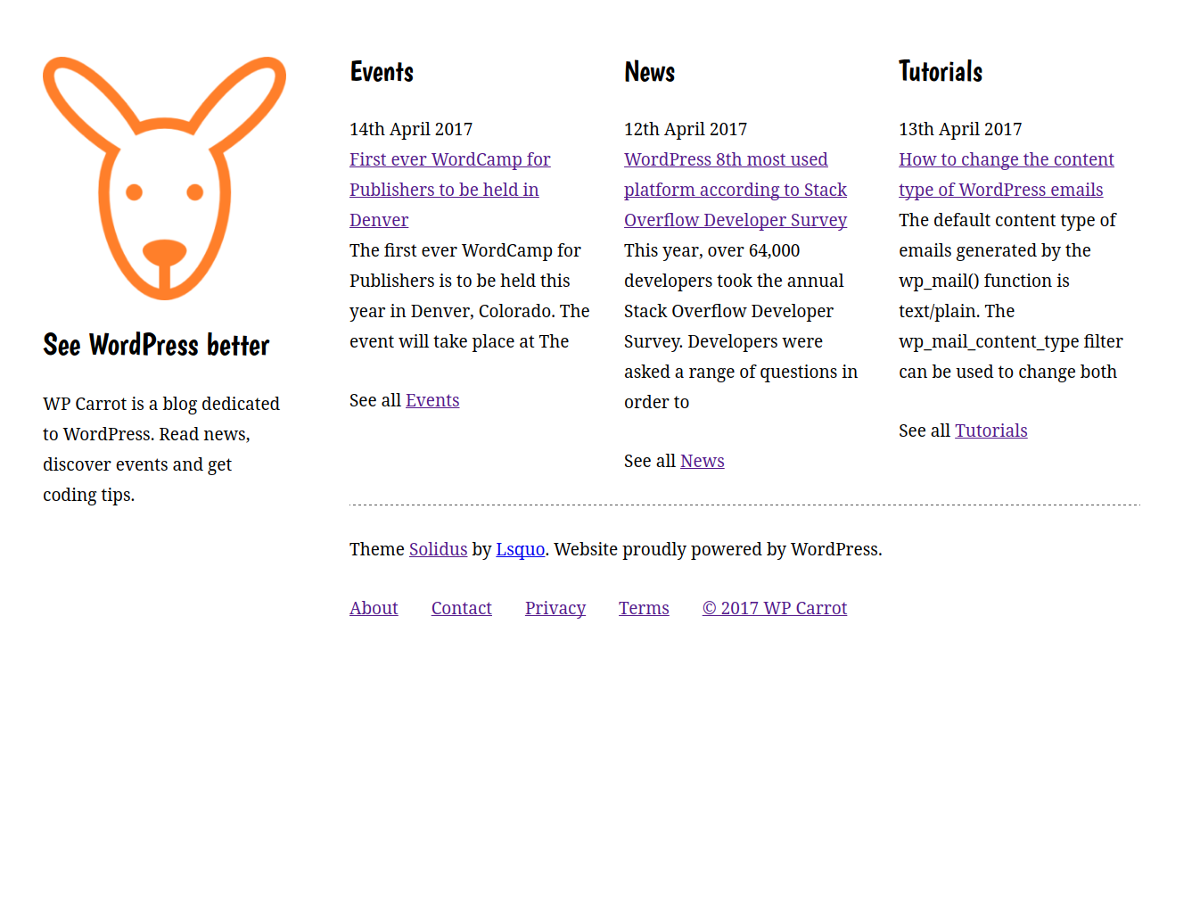 See WordPress better
WP Carrot is a blog dedicated
to WordPress. Read news,
discover events and get
coding tips.
Events
14th April 2017
First ever WordCamp for
Publishers to be held in
Denver
The first ever WordCamp for
Publishers is to be held this
year in Denver, Colorado. The
event will take place at The
See all Events
News
12th April 2017
WordPress 8th most used
platform according to Stack
Overflow Developer Survey
This year, over 64,000
developers took the annual
Stack Overflow Developer
Survey. Developers were
asked a range of questions in
order to
See all News
Tutorials
13th April 2017
How to change the content
type of WordPress emails
The default content type of
emails generated by the
wp_mail() function is
text/plain. The
wp_mail_content_type filter
can be used to change both
See all Tutorials
Theme Solidus by Lsquo. Website proudly powered by WordPress.
About Contact Privacy Terms © 2017 WP Carrot